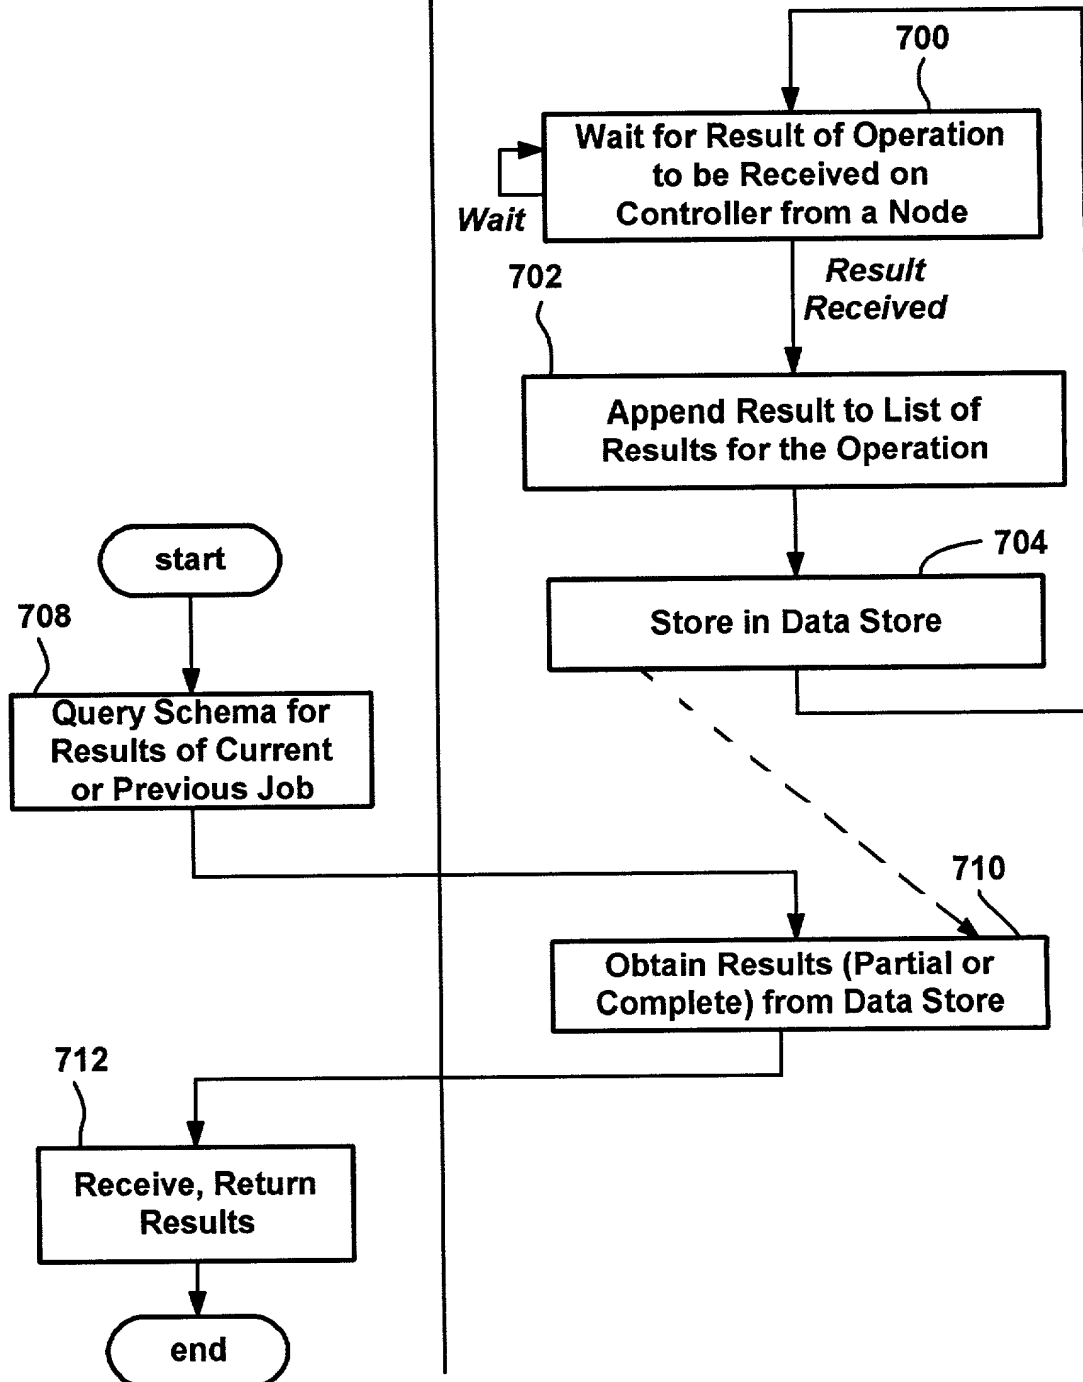 700
Wait for Result of Operation
to be Received on
Controller from a Node
Wait
Result
Received
702
Append Result to List of
Results for the Operation
704
Store in Data Store
start
708
Query Schema for
Results of Current
or Previous Job
710
Obtain Results (Partial or
Complete) from Data Store
712
Receive, Return
Results
end